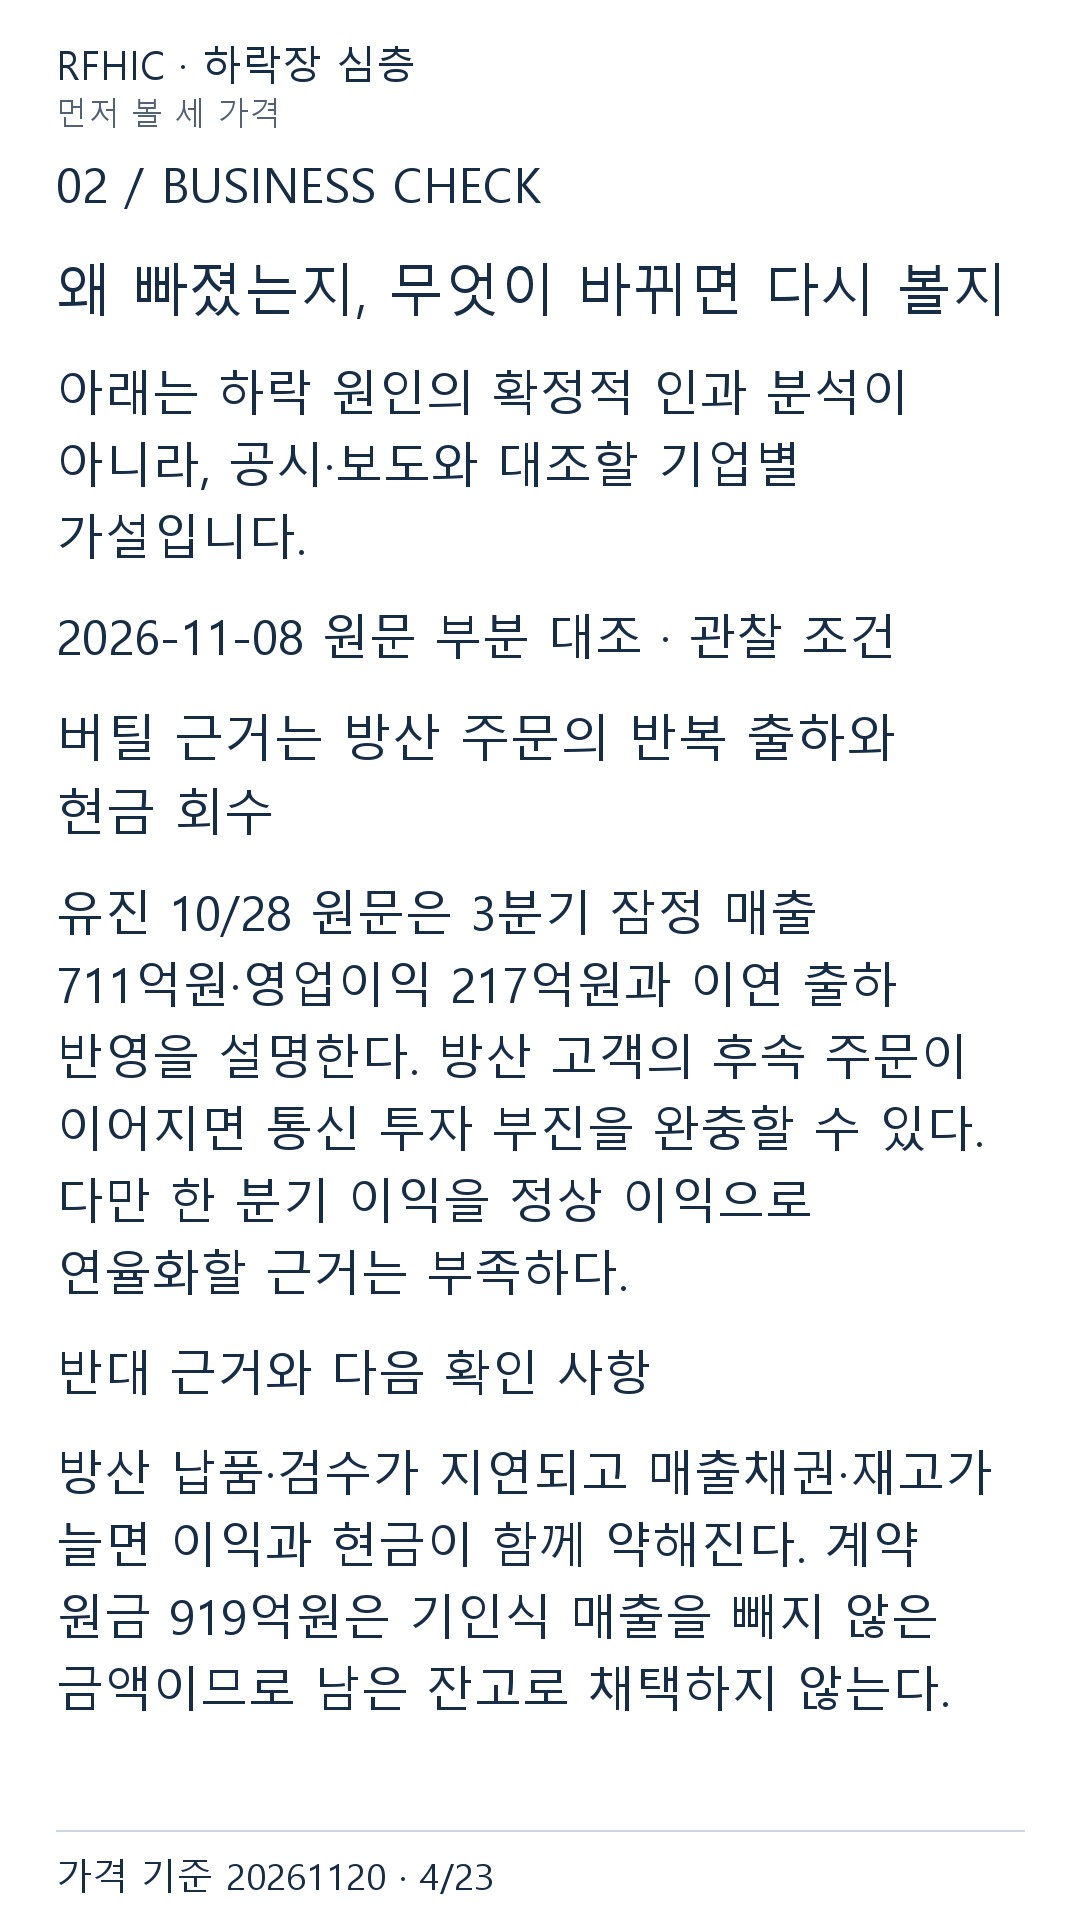 RFHIC · 하락장 심층
먼저 볼 세 가격
02 / BUSINESS CHECK
왜 빠졌는지, 무엇이 바뀌면 다시 볼지
아래는 하락 원인의 확정적 인과 분석이
아니라, 공시·보도와 대조할 기업별
가설입니다.
2026-11-08 원문 부분 대조 · 관찰 조건
버틸 근거는 방산 주문의 반복 출하와
현금 회수
유진 10/28 원문은 3분기 잠정 매출
711억원·영업이익 217억원과 이연 출하
반영을 설명한다. 방산 고객의 후속 주문이
이어지면 통신 투자 부진을 완충할 수 있다.
다만 한 분기 이익을 정상 이익으로
연율화할 근거는 부족하다.
반대 근거와 다음 확인 사항
방산 납품·검수가 지연되고 매출채권·재고가
늘면 이익과 현금이 함께 약해진다. 계약
원금 919억원은 기인식 매출을 빼지 않은
금액이므로 남은 잔고로 채택하지 않는다.
가격 기준 20261120 · 4/23